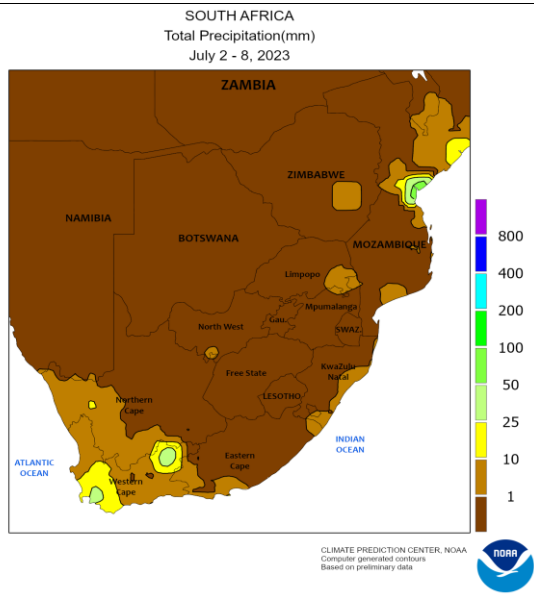 SOUTH AFRICA
Total Precipitation(mm)
July 2 - 8, 2023
ZAMBIA
ZIMBABWE
NAMIBIA
BOTSWANA
MOZAMBIQUE
Limpopo
Mpumalanga
North West
Gau.
SWAZ.
Free State
KwaZulu
Natal
LESOTHO
Northern
Cape
Eastern
Cape
Western
Cape
ATLANTIC
OCEAN
INDIAN
OCEAN
800
400
200
100
50
25
10
1
CLIMATE PREDICTION CENTER, NOAA
Computer generated contours
Based on preliminary data
NOAA